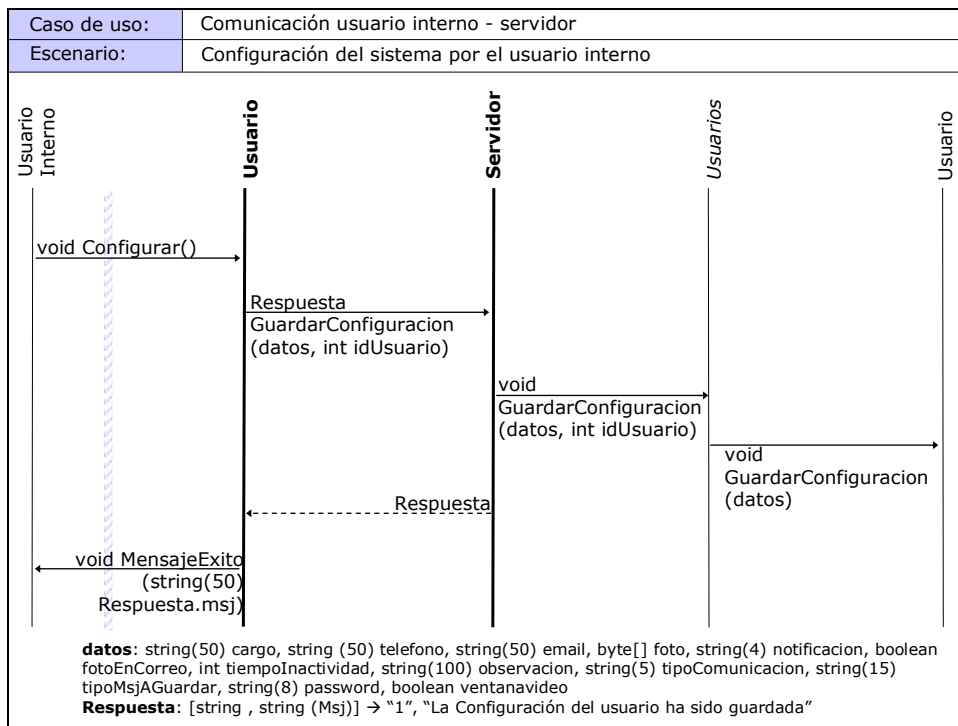 Caso de uso: Comunicación usuario interno - servidor
Escenario: Configuración del sistema por el usuario interno
Usuario
Interno
Usuario
Servidor
Usuarios
Usuario
void Configurar()
Respuesta
GuardarConfiguracion
(datos, int idUsuario)
void
GuardarConfiguracion
(datos, int idUsuario)
void
GuardarConfiguracion
(datos)
Respuesta
void MensajeExito
(string(50)
Respuesta.msj)
datos: string(50) cargo, string (50) telefono, string(50) email, byte[] foto, string(4) notificacion, boolean
fotoEnCorreo, int tiempoInactividad, string(100) observacion, string(5) tipoComunicacion, string(15)
tipoMsjAGuardar, string(8) password, boolean ventanavideo
Respuesta: [string , string (Msj)] → “1”, “La Configuración del usuario ha sido guardada”